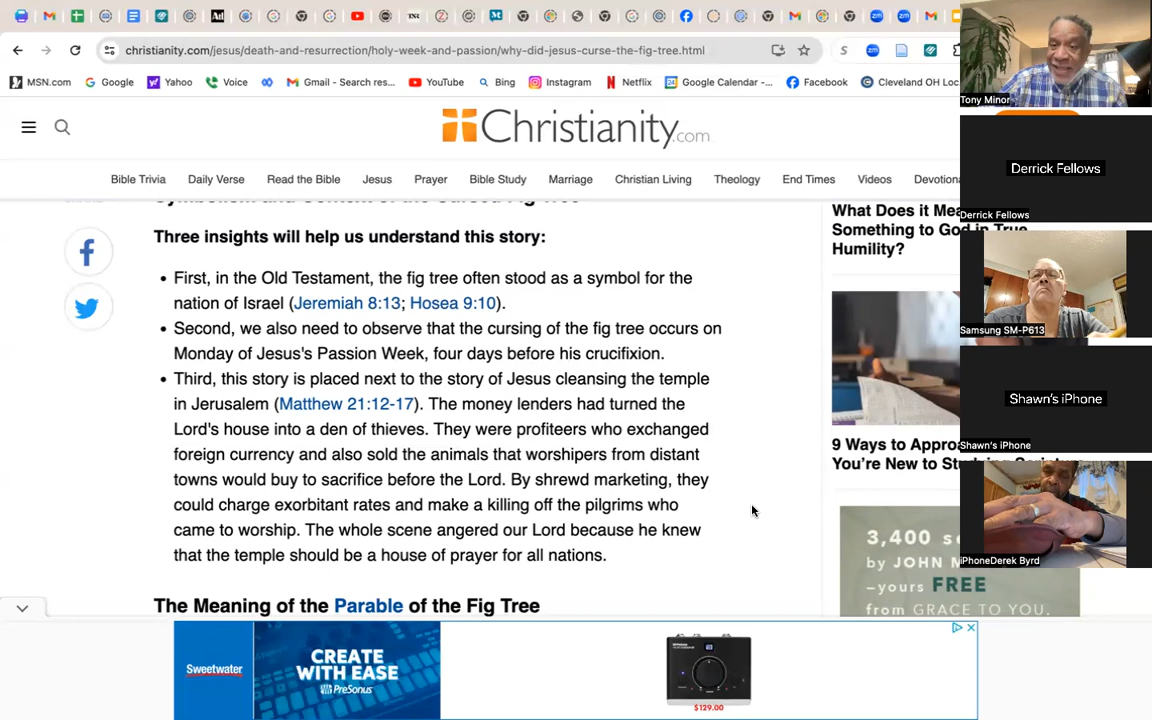 christianity.com/jesus/death-and-resurrection/holy-week-and-passion/why-did-jesus-curse-the-fig-tree.html
MSN.com Google Yahoo Voice Gmail - Search res... YouTube Bing Instagram Netflix Google Calendar -... Facebook Cleveland OH Loc
Christianity.com
Bible Trivia Daily Verse Read the Bible Jesus Prayer Bible Study Marriage Christian Living Theology End Times Videos Devotiona
Three insights will help us understand this story:
• First, in the Old Testament, the fig tree often stood as a symbol for the
nation of Israel (Jeremiah 8:13; Hosea 9:10).
• Second, we also need to observe that the cursing of the fig tree occurs on
Monday of Jesus's Passion Week, four days before his crucifixion.
• Third, this story is placed next to the story of Jesus cleansing the temple
in Jerusalem (Matthew 21:12-17). The money lenders had turned the
Lord's house into a den of thieves. They were profiteers who exchanged
foreign currency and also sold the animals that worshipers from distant
towns would buy to sacrifice before the Lord. By shrewd marketing, they
could charge exorbitant rates and make a killing off the pilgrims who
came to worship. The whole scene angered our Lord because he knew
that the temple should be a house of prayer for all nations.
The Meaning of the Parable of the Fig Tree
What Does it Mea
Something to God in True
Humility?
9 Ways to Appro
You're New to
3,400 se
by JOHN M
—yours FREE
from GRACE TO YOU.
Sweetwater
CREATE
WITH EASE
PreSonus
$129.00
Tony Minor
Derrick Fellows
Derrick Fellows
Samsung SM-P613
Shawn's iPhone
Shawn's iPhone
iPhoneDerek Byrd